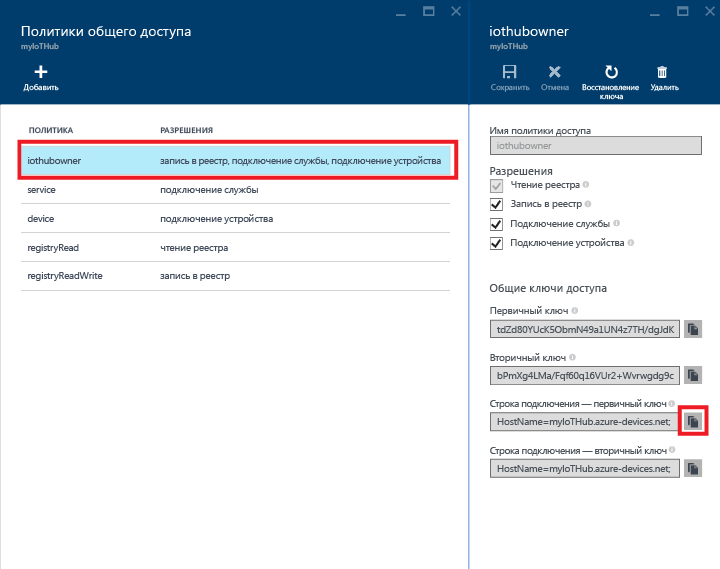 Политики общего доступа
myIoTHub
Добавить
ПОЛИТИКА РАЗРЕШЕНИЯ
iothubowner запись в реестр, подключение службы, подключение устройства
service подключение службы
device подключение устройства
registryRead чтение реестра
registryReadWrite запись в реестр
iothubowner
myIoTHub
Сохранить Отмена Восстановление ключа Удалить
Имя политики доступа
iothubowner
Разрешения
Чтение реестра
Запись в реестр
Подключение службы
Подключение устройства
Общие ключи доступа
Первичный ключ
tdZd80YUcK5ObmN49a1UN4z7TH/dgJdK
Вторичный ключ
bPmXg4LMa/Fqf60q16VUr2+Wvrwgdg9c
Строка подключения — первичный ключ
HostName=myIoTHub.azure-devices.net;
Строка подключения — вторичный ключ
HostName=myIoTHub.azure-devices.net;